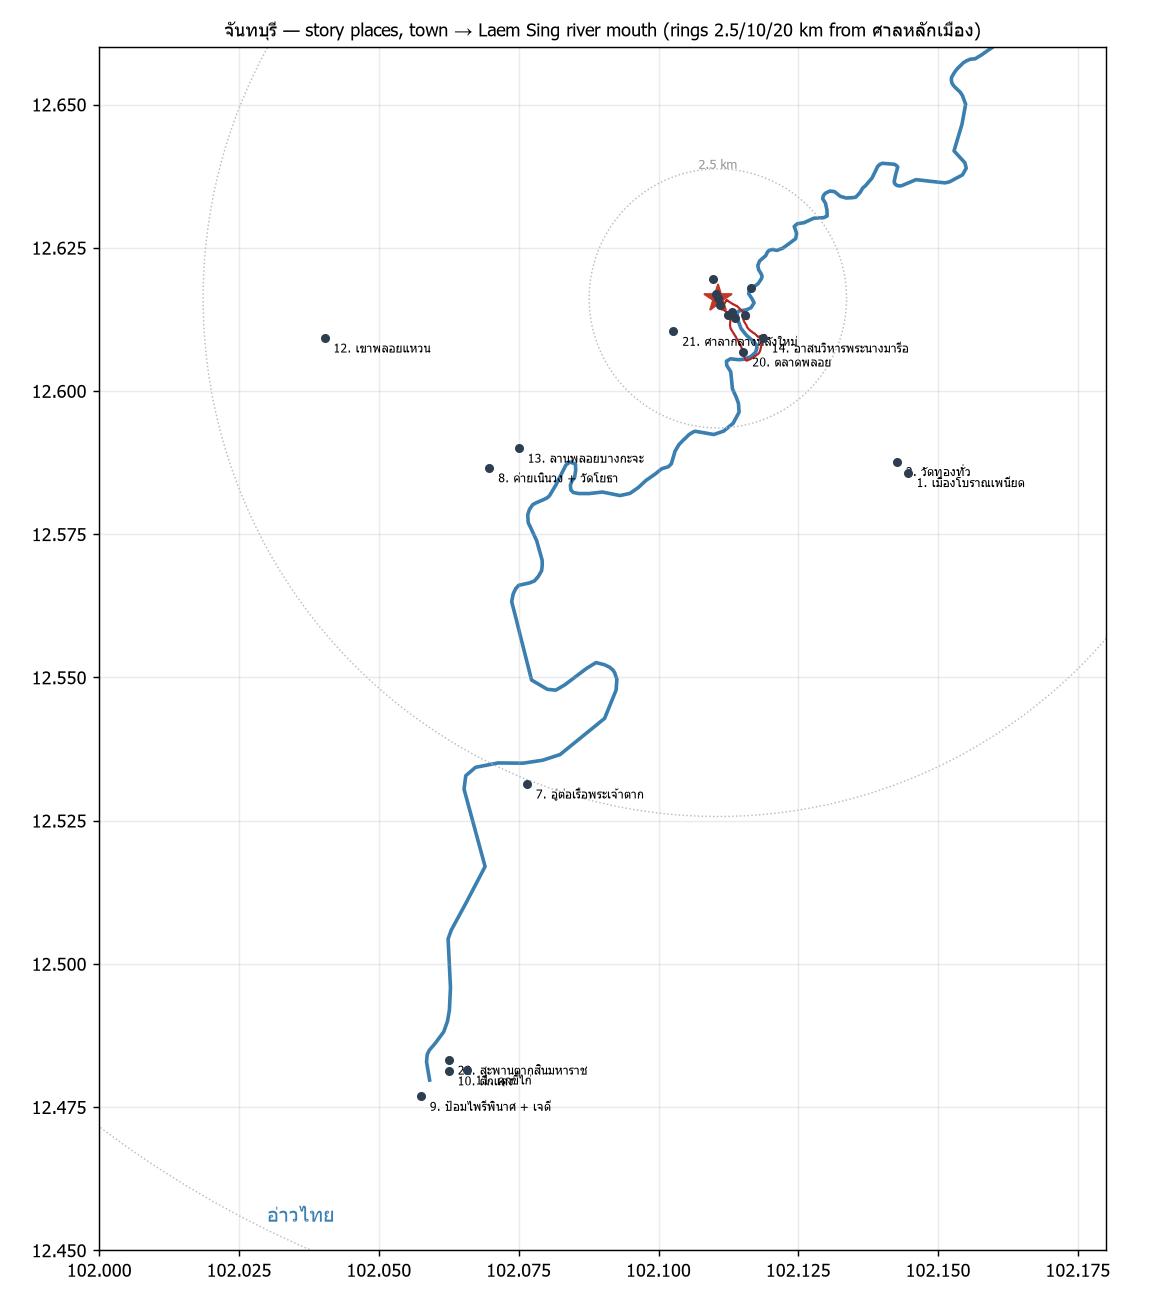 จันทบุรี — story places, town → Laem Sing river mouth (rings 2.5/10/20 km from ศาลหลักเมือง)
12.650
2.5 km
12.625
21. ศาลากลางหลังใหม่
14. อาสนวิหารพระนางมารีอ
12. เขาพลอยแหวน
20. ตลาดพลอย
12.600
13. ลานพลอยบางกะจะ
วัดทองทั่ว
8. ค่ายเนินวง + วัดโยธา
1. เมืองโบราณเพนียด
12.575
12.550
7. อู่ต่อเรือพระเจ้าตาก
12.525
12.500
สะพานตากสินมหาราช
10.
9. ป้อมไพรีพินาศ + เจดี
12.475
อ่าวไทย
12.450
102.000 102.025 102.050 102.075 102.100 102.125 102.150 102.175